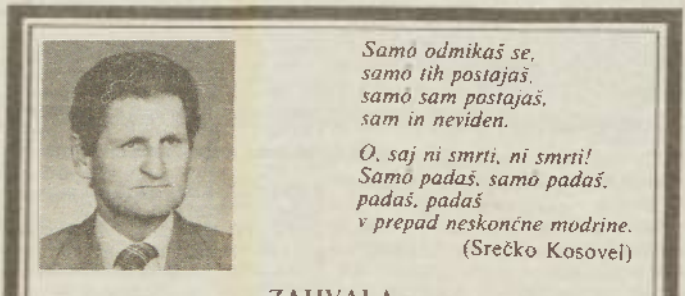 Samo odmikaš se,
samo tih postajaš,
samo sam postajaš,
sam in neviden.
O, saj ni smrti, ni smrti!
Samo padaš, samo padaš,
padaš, padaš
v prepad neskončne modrine.
(Srečko Kosovel)
ZAHVALA